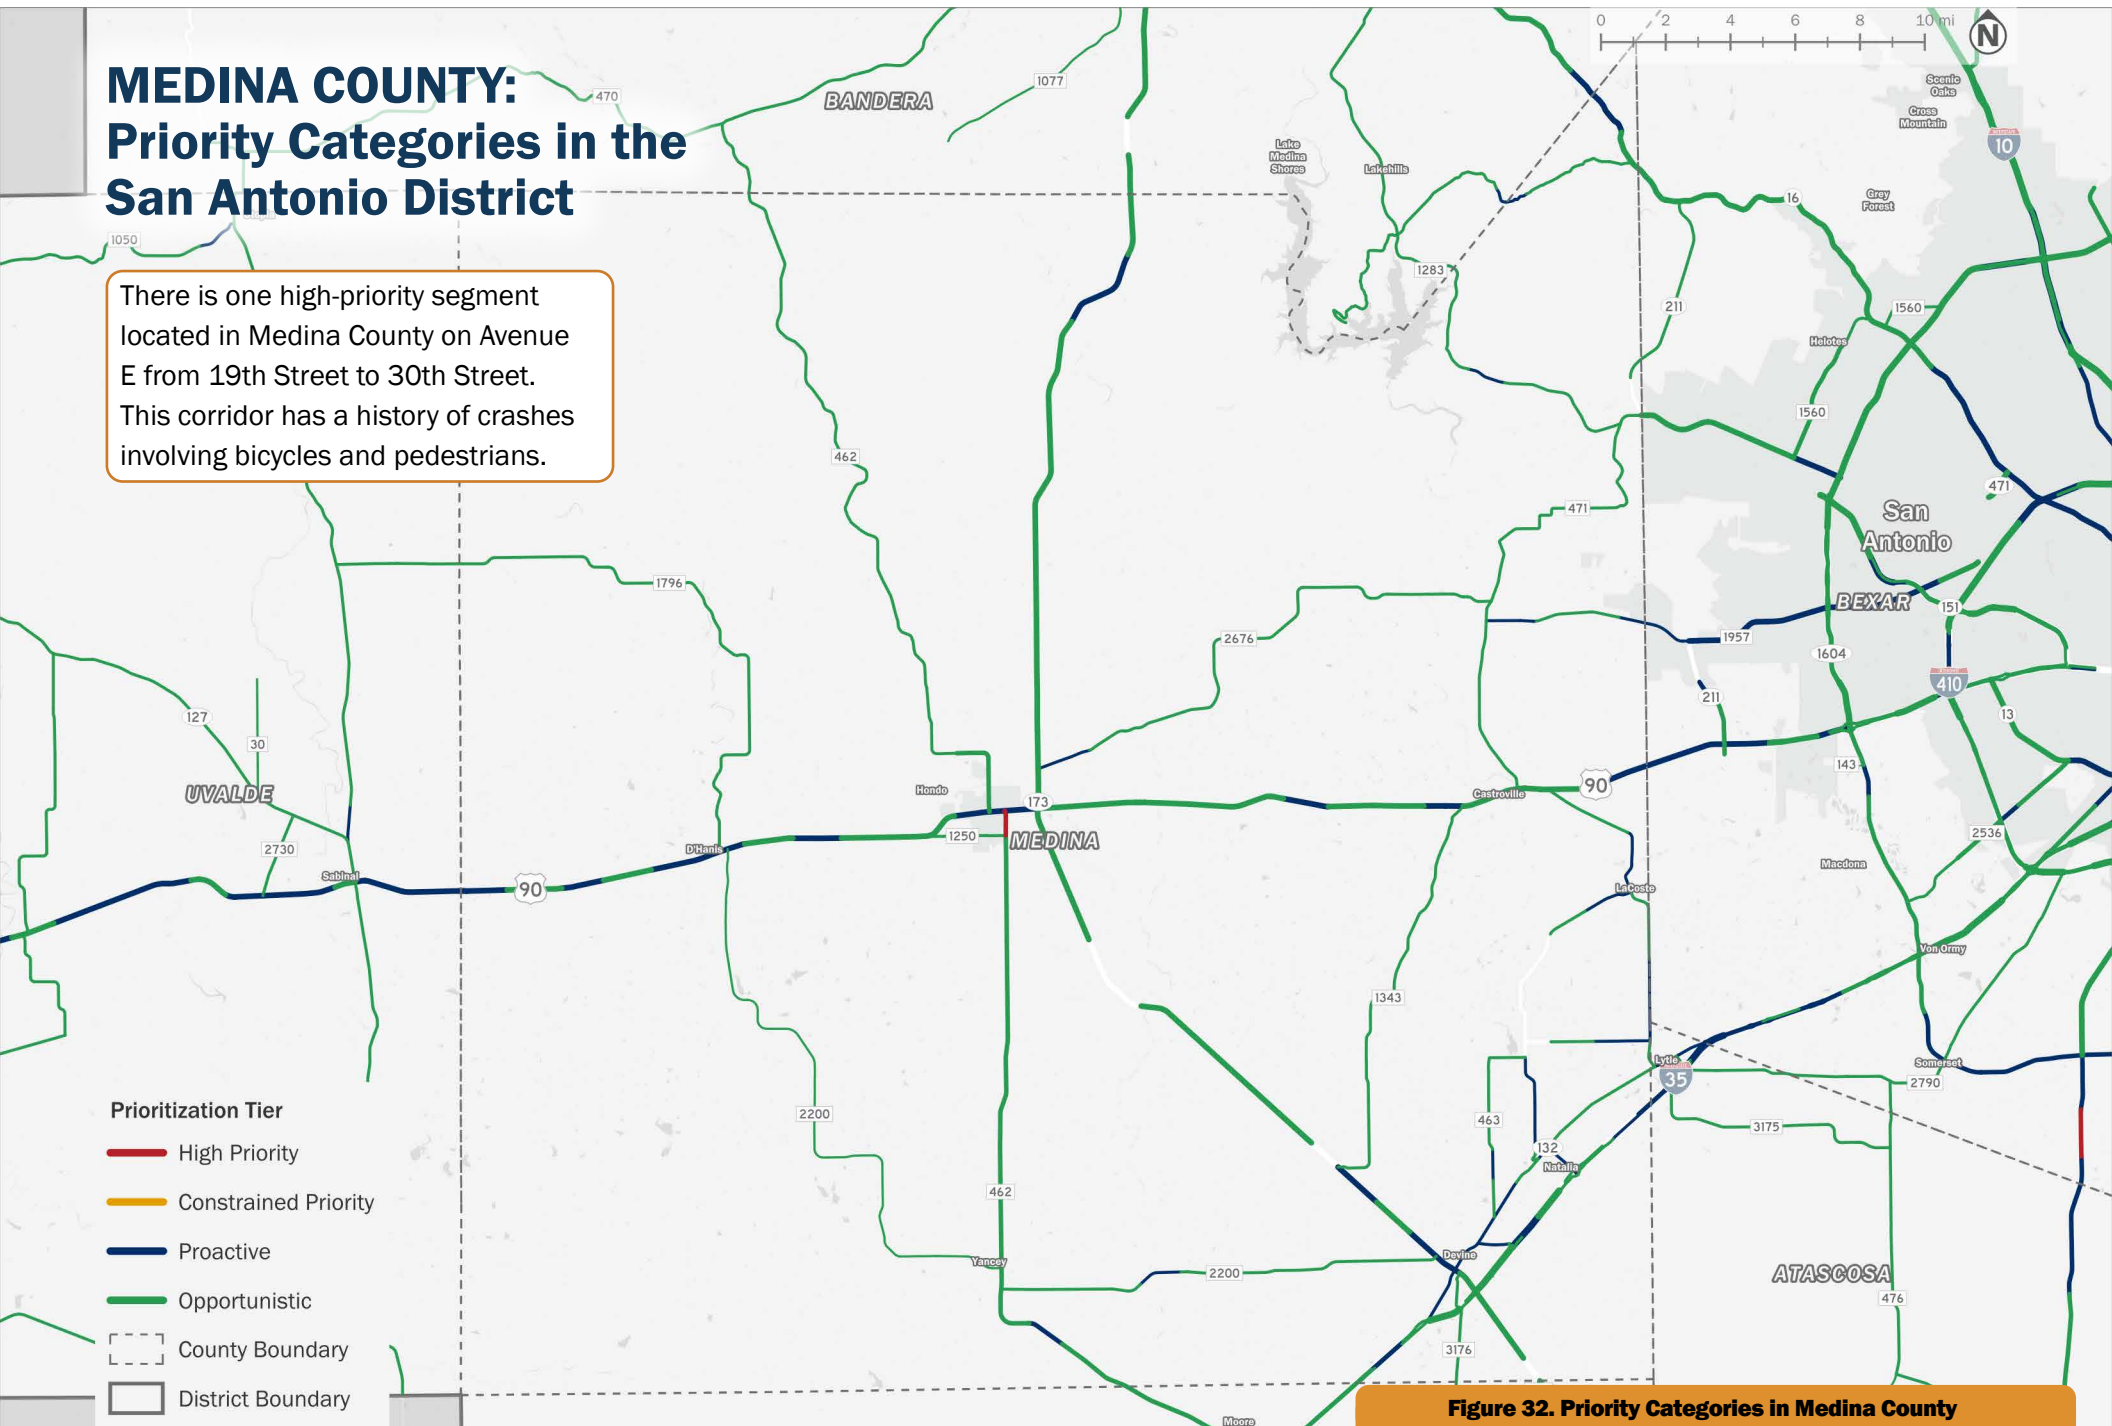 MEDINA COUNTY:
Priority Categories in the
San Antonio District
There is one high-priority segment
located in Medina County on Avenue
E from 19th Street to 30th Street.
This corridor has a history of crashes
involving bicycles and pedestrians.
0 2 4 6 8 10 mi
N
470
1077
BANDERA
Scenic
Oaks
Cross
Mountain
10
Lake
Medina
Shores
Lakehills
16
Grey
Forest
1050
1283
211
1560
Helotes
1560
462
471
471
San
Antonio
1796
BEXAR
151
2676
1957
1604
410
211
127
30
13
143
UVALDE
Hondo
173
Castroville
90
1250
MEDINA
2536
2730
D'Hanis
Macdona
Sabinal
90
LaCoste
Von Ormy
1343
Lytle
35
Somerset
2790
2200
463
3175
132
Natalia
462
Yancey
2200
Devine
ATASCOSA
476
3176
Moore
Prioritization Tier
High Priority
Constrained Priority
Proactive
Opportunistic
County Boundary
District Boundary
Figure 32. Priority Categories in Medina County